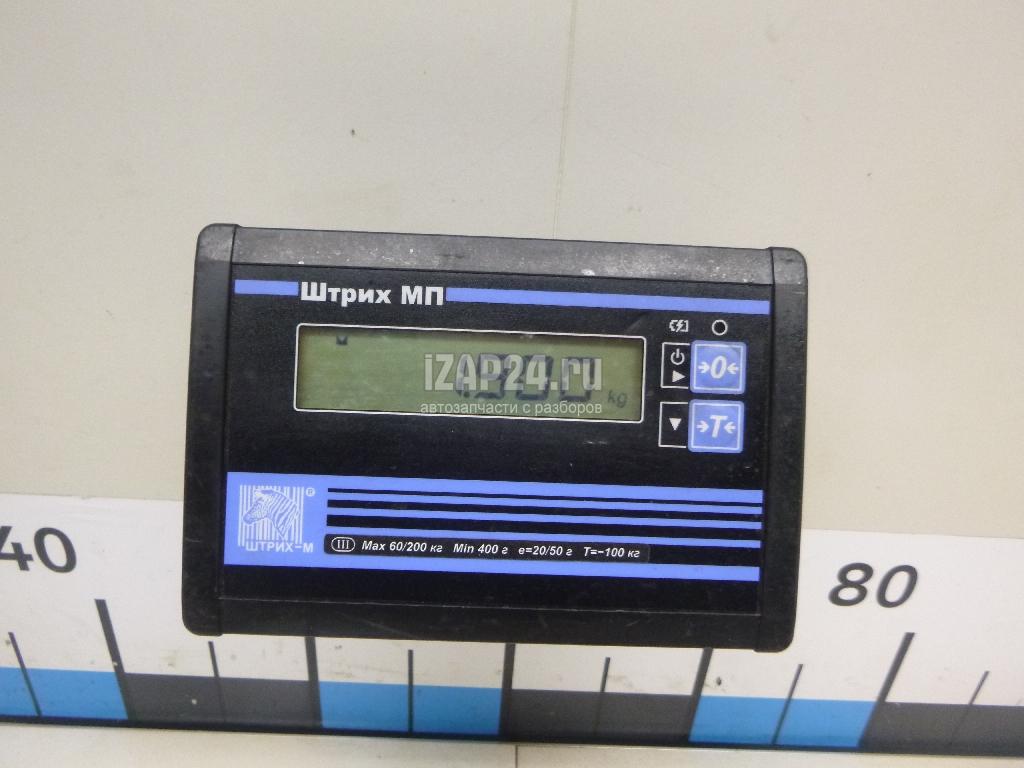 Штрих МП
iZAP24.ru
автозапчасти с разборов
kg
→0←
→T←
®
ШТРИХ-М
III Max 60/200 кг Min 400 г e=20/50 г T=−100 кг
40
80